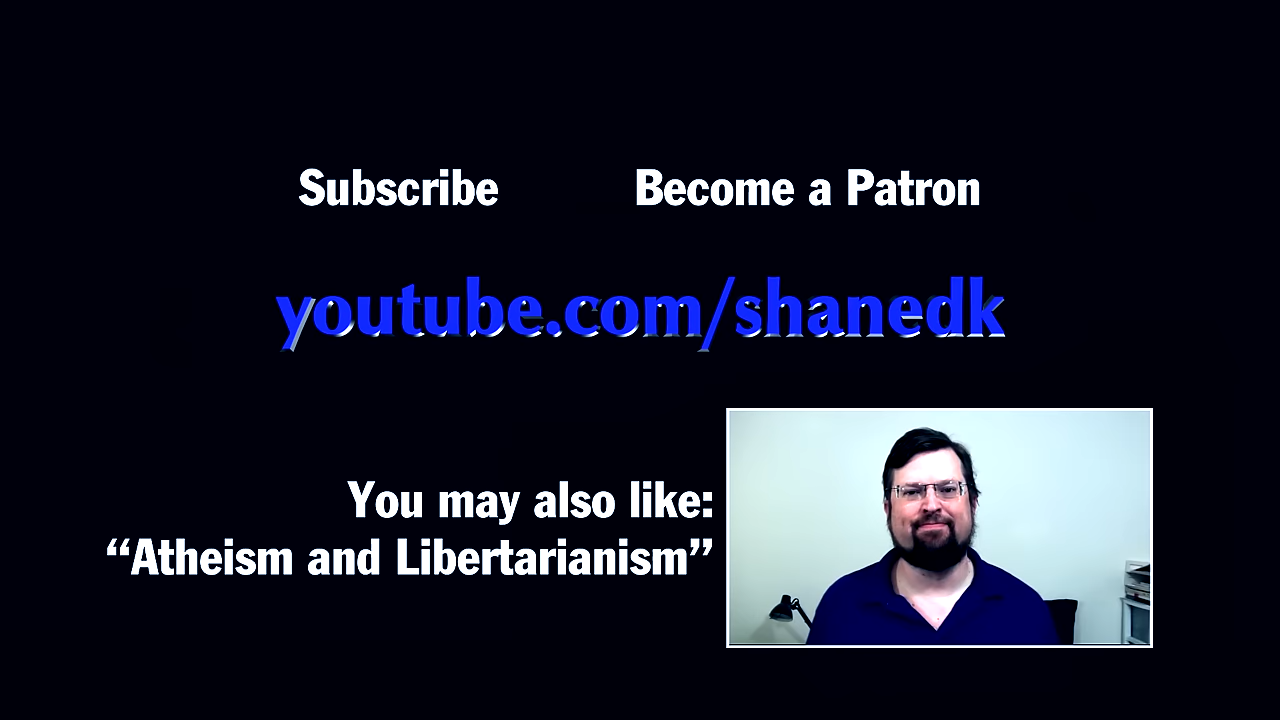 Subscribe Become a Patron
youtube.com/shanedk
You may also like:
“Atheism and Libertarianism”